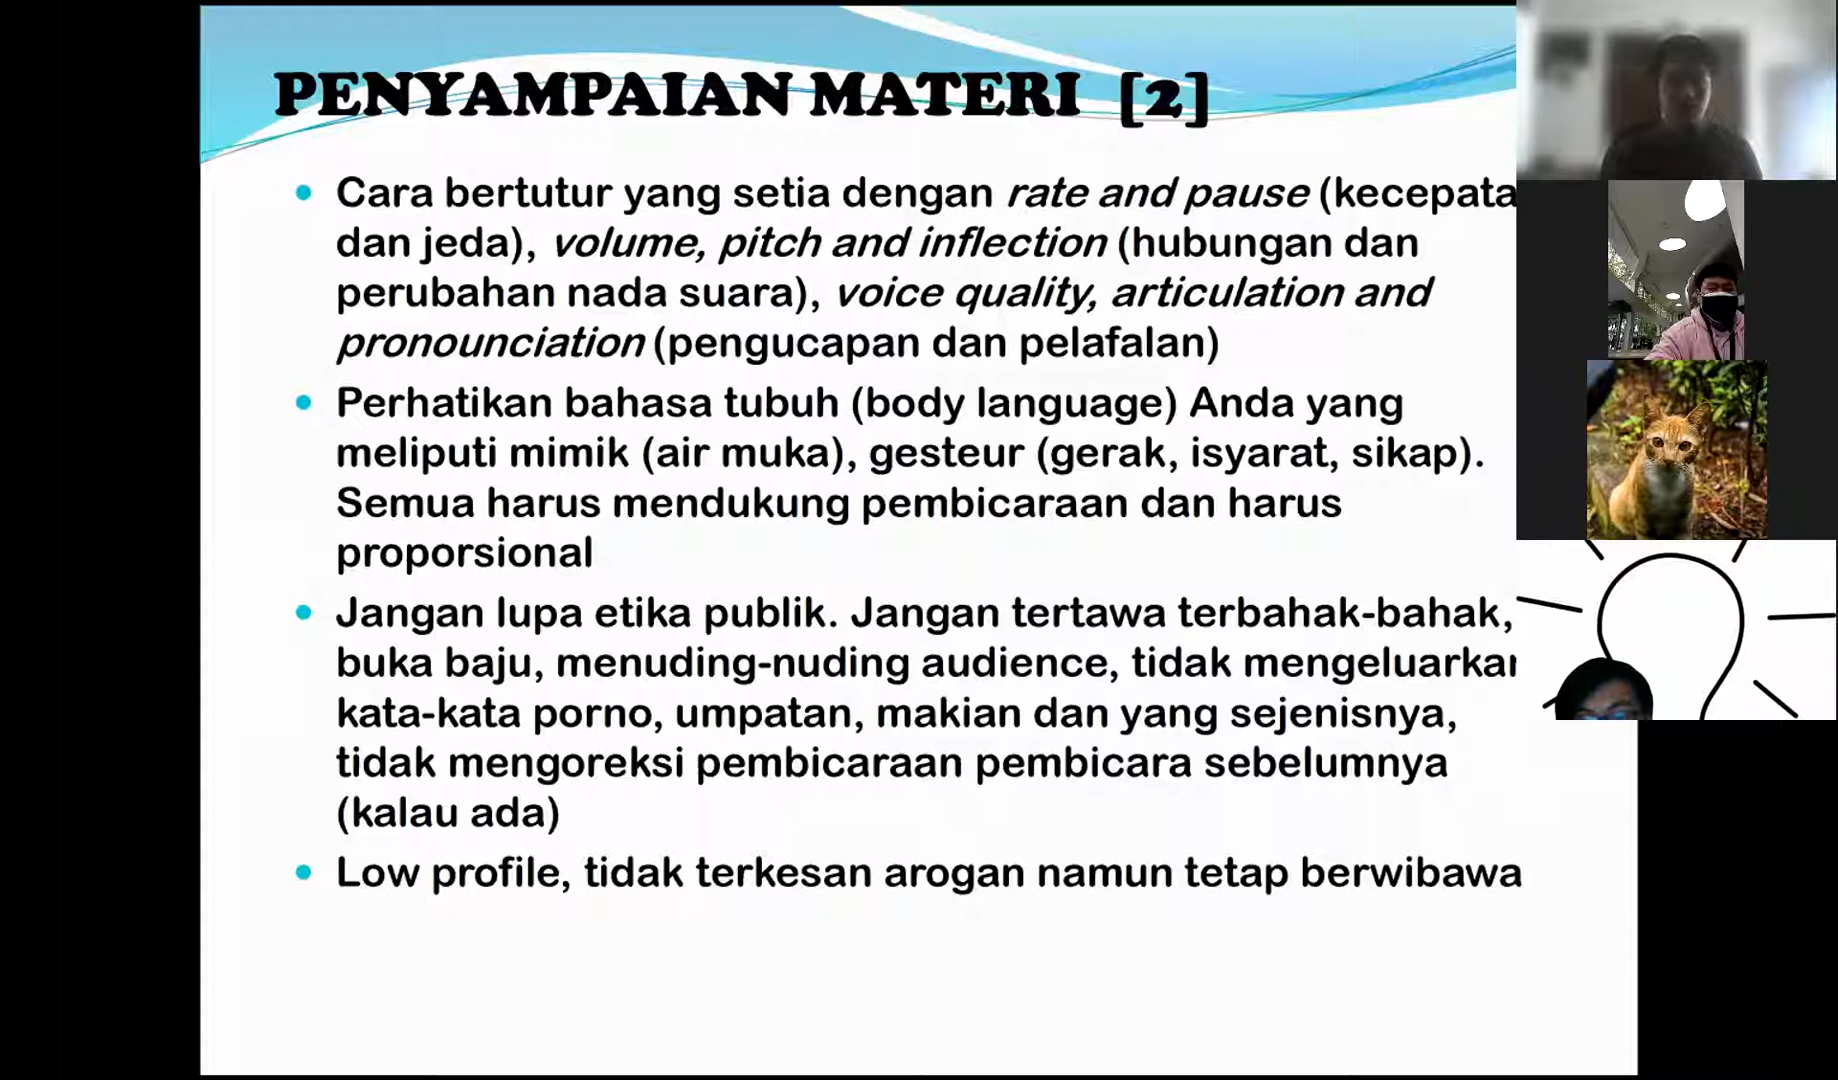 PENYAMPAIAN MATERI [2]
• Cara bertutur yang setia dengan rate and pause (kecepata
dan jeda), volume, pitch and inflection (hubungan dan
perubahan nada suara), voice quality, articulation and
pronounciation (pengucapan dan pelafalan)
• Perhatikan bahasa tubuh (body language) Anda yang
meliputi mimik (air muka), gesteur (gerak, isyarat, sikap).
Semua harus mendukung pembicaraan dan harus
proporsional
• Jangan lupa etika publik. Jangan tertawa terbahak-bahak,
buka baju, menuding-nuding audience, tidak mengeluarkan
kata-kata porno, umpatan, makian dan yang sejenisnya,
tidak mengoreksi pembicaraan pembicara sebelumnya
(kalau ada)
• Low profile, tidak terkesan arogan namun tetap berwibawa